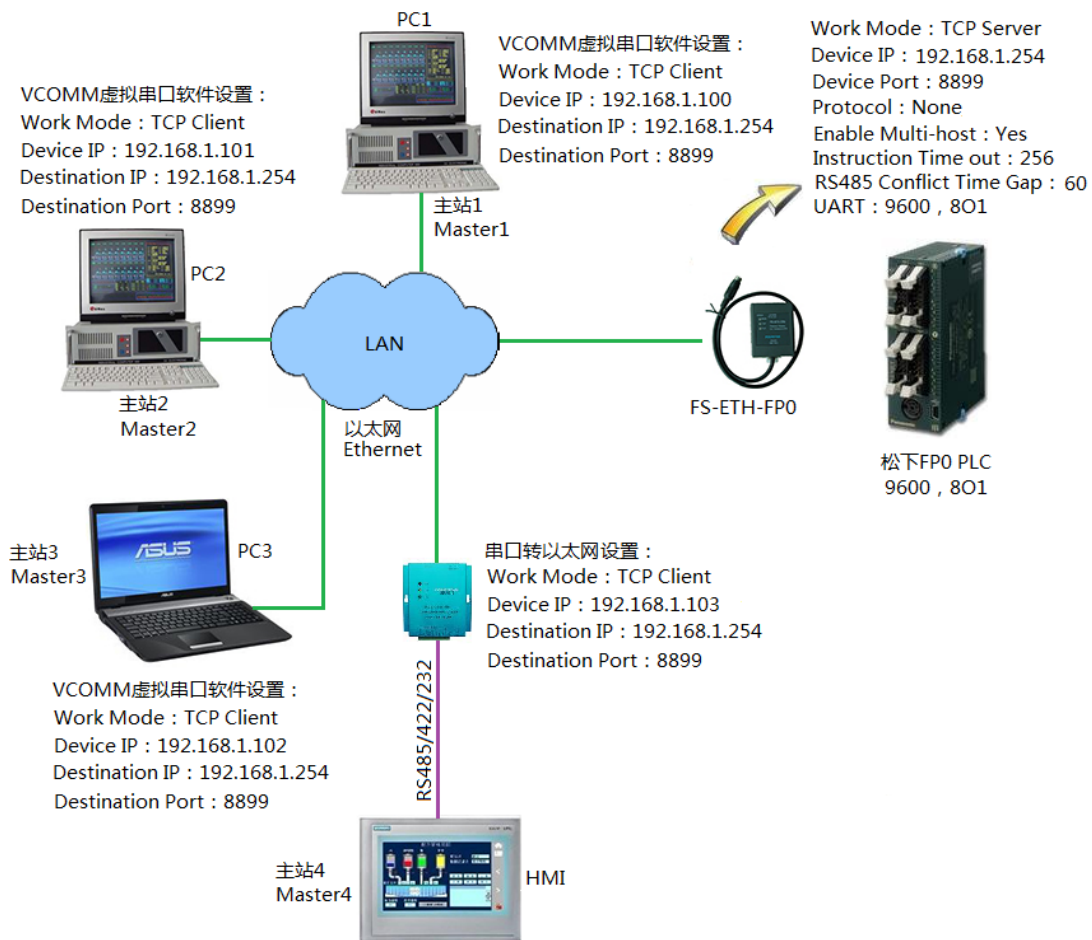 PC1
VCOMM虚拟串口软件设置：
Work Mode：TCP Client
Device IP：192.168.1.100
Destination IP：192.168.1.254
Destination Port：8899
Work Mode：TCP Server
Device IP：192.168.1.254
Device Port：8899
Protocol：None
Enable Multi-host：Yes
Instruction Time out：256
RS485 Conflict Time Gap：60
UART：9600，8O1
VCOMM虚拟串口软件设置：
Work Mode：TCP Client
Device IP：192.168.1.101
Destination IP：192.168.1.254
Destination Port：8899
主站1
Master1
PC2
主站2
Master2
LAN
以太网
Ethernet
FS-ETH-FP0
Panasonic
松下FP0 PLC
9600，8O1
主站3
Master3
ASUS
PC3
串口转以太网设置：
Work Mode：TCP Client
Device IP：192.168.1.103
Destination IP：192.168.1.254
Destination Port：8899
VCOMM虚拟串口软件设置：
Work Mode：TCP Client
Device IP：192.168.1.102
Destination IP：192.168.1.254
Destination Port：8899
RS485/422/232
主站4
Master4
HMI